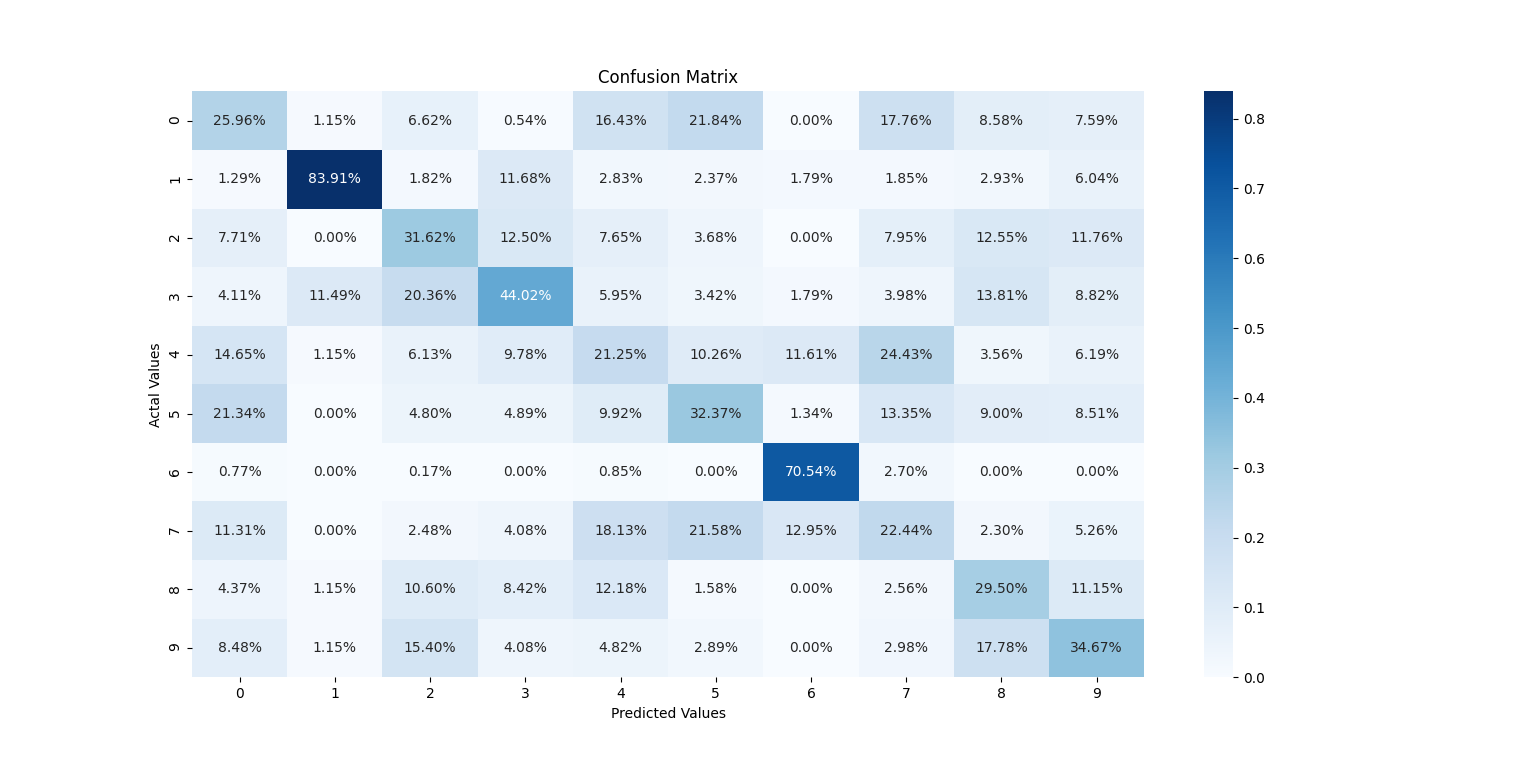 Confusion Matrix
0 25.96% 1.15% 6.62% 0.54% 16.43% 21.84% 0.00% 17.76% 8.58% 7.59%
1 1.29% 83.91% 1.82% 11.68% 2.83% 2.37% 1.79% 1.85% 2.93% 6.04%
2 7.71% 0.00% 31.62% 12.50% 7.65% 3.68% 0.00% 7.95% 12.55% 11.76%
3 4.11% 11.49% 20.36% 44.02% 5.95% 3.42% 1.79% 3.98% 13.81% 8.82%
4 14.65% 1.15% 6.13% 9.78% 21.25% 10.26% 11.61% 24.43% 3.56% 6.19%
5 21.34% 0.00% 4.80% 4.89% 9.92% 32.37% 1.34% 13.35% 9.00% 8.51%
6 0.77% 0.00% 0.17% 0.00% 0.85% 0.00% 70.54% 2.70% 0.00% 0.00%
7 11.31% 0.00% 2.48% 4.08% 18.13% 21.58% 12.95% 22.44% 2.30% 5.26%
8 4.37% 1.15% 10.60% 8.42% 12.18% 1.58% 0.00% 2.56% 29.50% 11.15%
9 8.48% 1.15% 15.40% 4.08% 4.82% 2.89% 0.00% 2.98% 17.78% 34.67%
0 1 2 3 4 5 6 7 8 9
Predicted Values
Actal Values
0.8
0.7
0.6
0.5
0.4
0.3
0.2
0.1
0.0